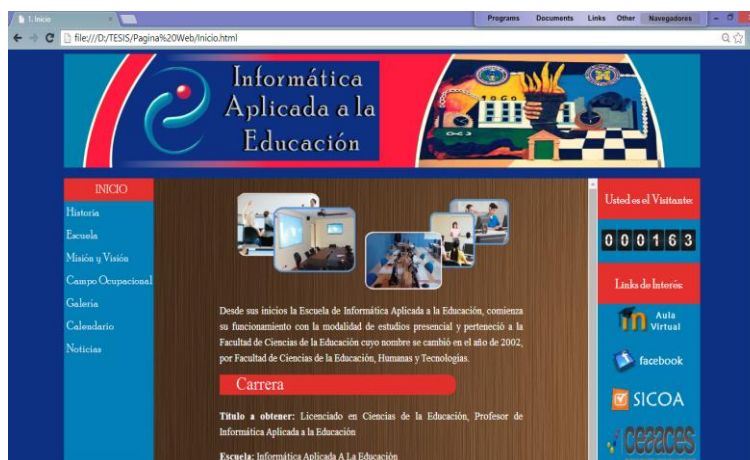 1. Inicio
Programs Documents Links Other Navegadores
file:///D:/TESIS/Pagina%20Web/Inicio.html
Informática
Aplicada a la
Educación
INICIO
Historia
Escuela
Misión y Visión
Campo Ocupacional
Galeria
Calendario
Noticias
Desde sus inicios la Escuela de Informática Aplicada a la Educación, comienza
su funcionamiento con la modalidad de estudios presencial y perteneció a la
Facultad de Ciencias de la Educación cuyo nombre se cambió en el año de 2002,
por Facultad de Ciencias de la Educación, Humanas y Tecnologías.
Carrera
Título a obtener: Licenciado en Ciencias de la Educación, Profesor de
Informática Aplicada a la Educación
Escuela: Informática Aplicada A La Educación
Usted es el Visitante:
000163
Links de Interés:
Aula
Virtual
facebook
SICOA
ceaaces